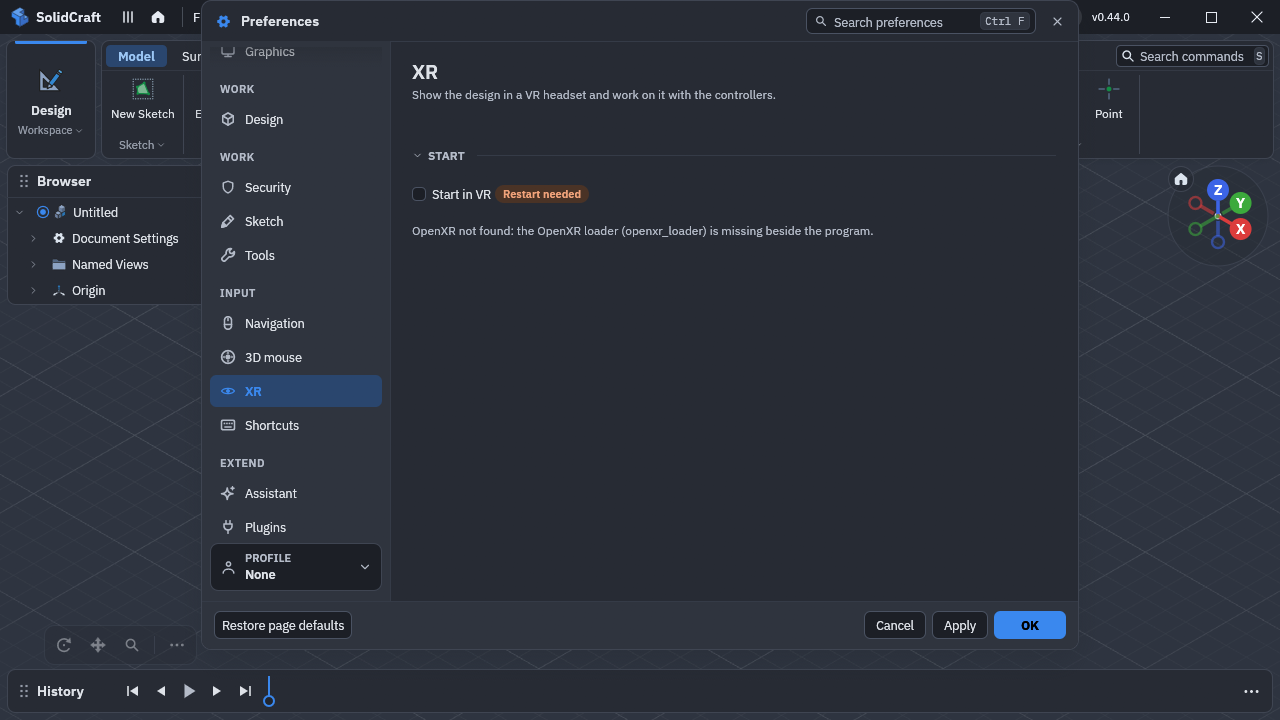 SolidCraft
F
Preferences
Search preferences
Ctrl F
v0.44.0
Design
Workspace
Model
Sur
New Sketch
E
Sketch
Search commands
S
Point
Graphics
WORK
Design
WORK
Security
Sketch
Tools
INPUT
Navigation
3D mouse
XR
Shortcuts
EXTEND
Assistant
Plugins
PROFILE
None
XR
Show the design in a VR headset and work on it with the controllers.
START
Start in VR
Restart needed
OpenXR not found: the OpenXR loader (openxr_loader) is missing beside the program.
Browser
Untitled
Document Settings
Named Views
Origin
Z
Y
X
Restore page defaults
Cancel
Apply
OK
History